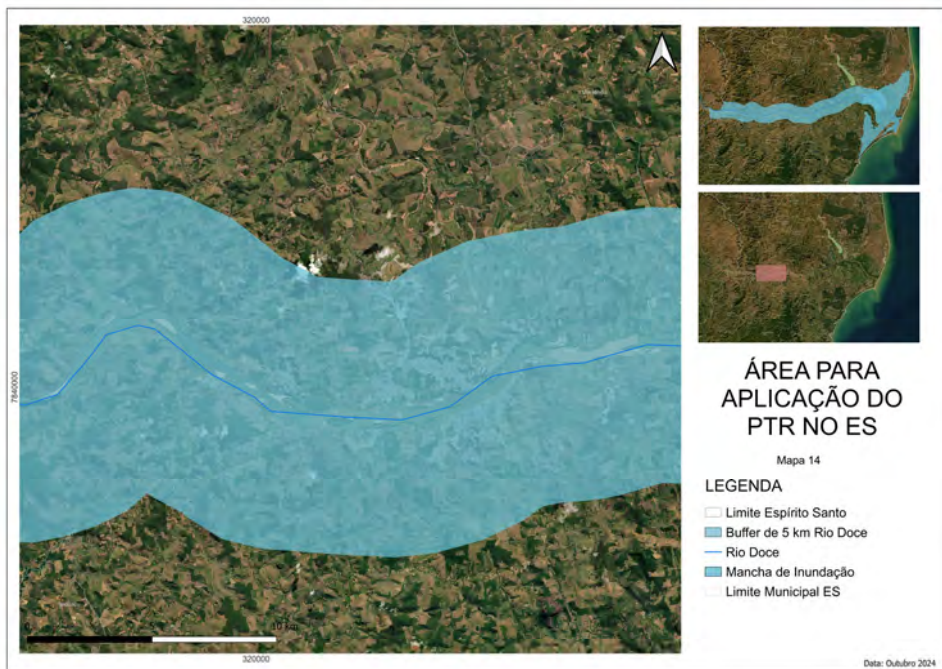 320000
7840000
10 km
320000
ÁREA PARA
APLICAÇÃO DO
PTR NO ES
Mapa 14
LEGENDA
Limite Espírito Santo
Buffer de 5 km Rio Doce
Rio Doce
Mancha de Inundação
Limite Municipal ES
Data: Outubro 2024